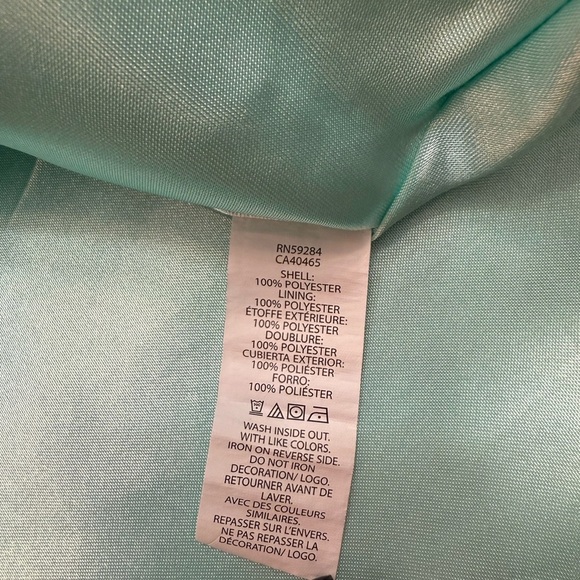 RN59284
CA40465
SHELL:
100% POLYESTER
LINING:
100% POLYESTER
ÉTOFFE EXTÉRIEURE:
100% POLYESTER
DOUBLURE:
100% POLYESTER
CUBIERTA EXTERIOR:
100% POLIÉSTER
FORRO:
100% POLIÉSTER
WASH INSIDE OUT.
WITH LIKE COLORS.
IRON ON REVERSE SIDE.
DO NOT IRON
DECORATION/ LOGO.
RETOURNER AVANT DE
LAVER.
AVEC DES COULEURS
SIMILAIRES.
REPASSER SUR L'ENVERS.
NE PAS REPASSER LA
DÉCORATION/ LOGO.